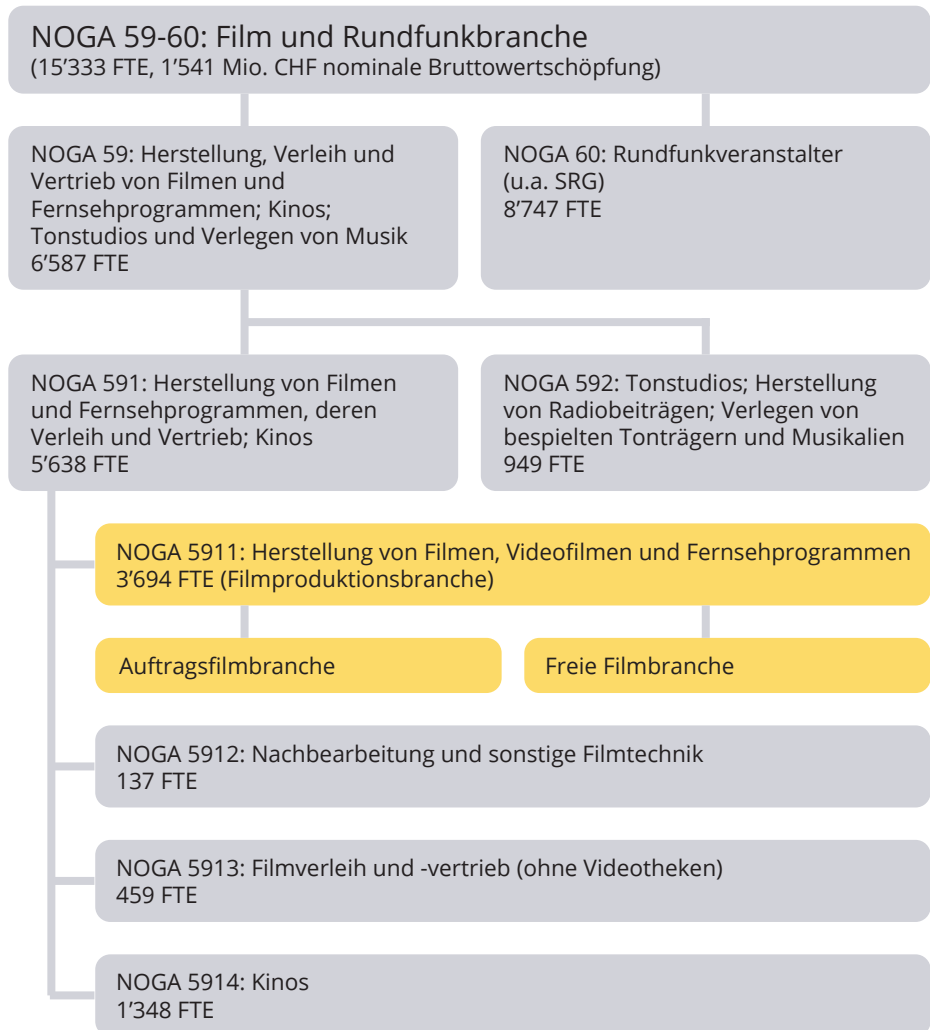 NOGA 59-60: Film und Rundfunkbranche
(15’333 FTE, 1’541 Mio. CHF nominale Bruttowertschöpfung)
NOGA 59: Herstellung, Verleih und
Vertrieb von Filmen und
Fernsehprogrammen; Kinos;
Tonstudios und Verlegen von Musik
6’587 FTE
NOGA 60: Rundfunkveranstalter
(u.a. SRG)
8’747 FTE
NOGA 591: Herstellung von Filmen
und Fernsehprogrammen, deren
Verleih und Vertrieb; Kinos
5’638 FTE
NOGA 592: Tonstudios; Herstellung
von Radiobeiträgen; Verlegen von
bespielten Tonträgern und Musikalien
949 FTE
NOGA 5911: Herstellung von Filmen, Videofilmen und Fernsehprogrammen
3’694 FTE (Filmproduktionsbranche)
Auftragsfilmbranche
Freie Filmbranche
NOGA 5912: Nachbearbeitung und sonstige Filmtechnik
137 FTE
NOGA 5913: Filmverleih und -vertrieb (ohne Videotheken)
459 FTE
NOGA 5914: Kinos
1’348 FTE